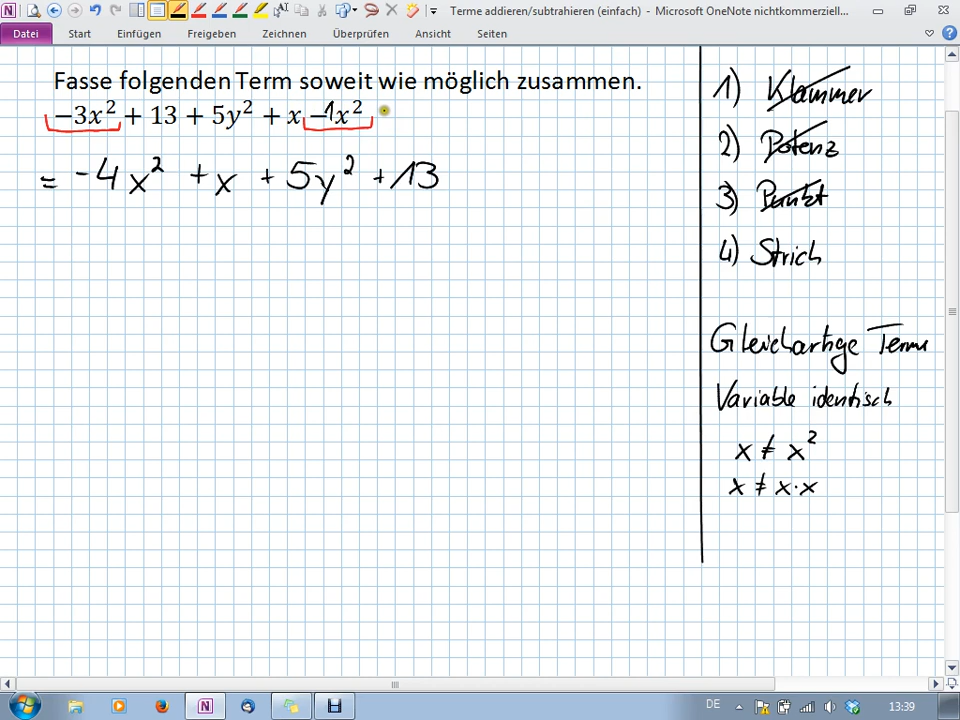 Terme addieren/subtrahieren (einfach) - Microsoft OneNote nichtkommerziell...
Datei Start Einfügen Freigeben Zeichnen Überprüfen Ansicht Seiten
Fasse folgenden Term soweit wie möglich zusammen.
−3x² + 13 + 5y² + x −1x²
= -4x² + x + 5y² + 13
1) Klammer
2) Potenz
3) Punkt
4) Strich
Gleichartige Terme
Variable identisch
x ≠ x²
x ≠ x·x
DE 13:39